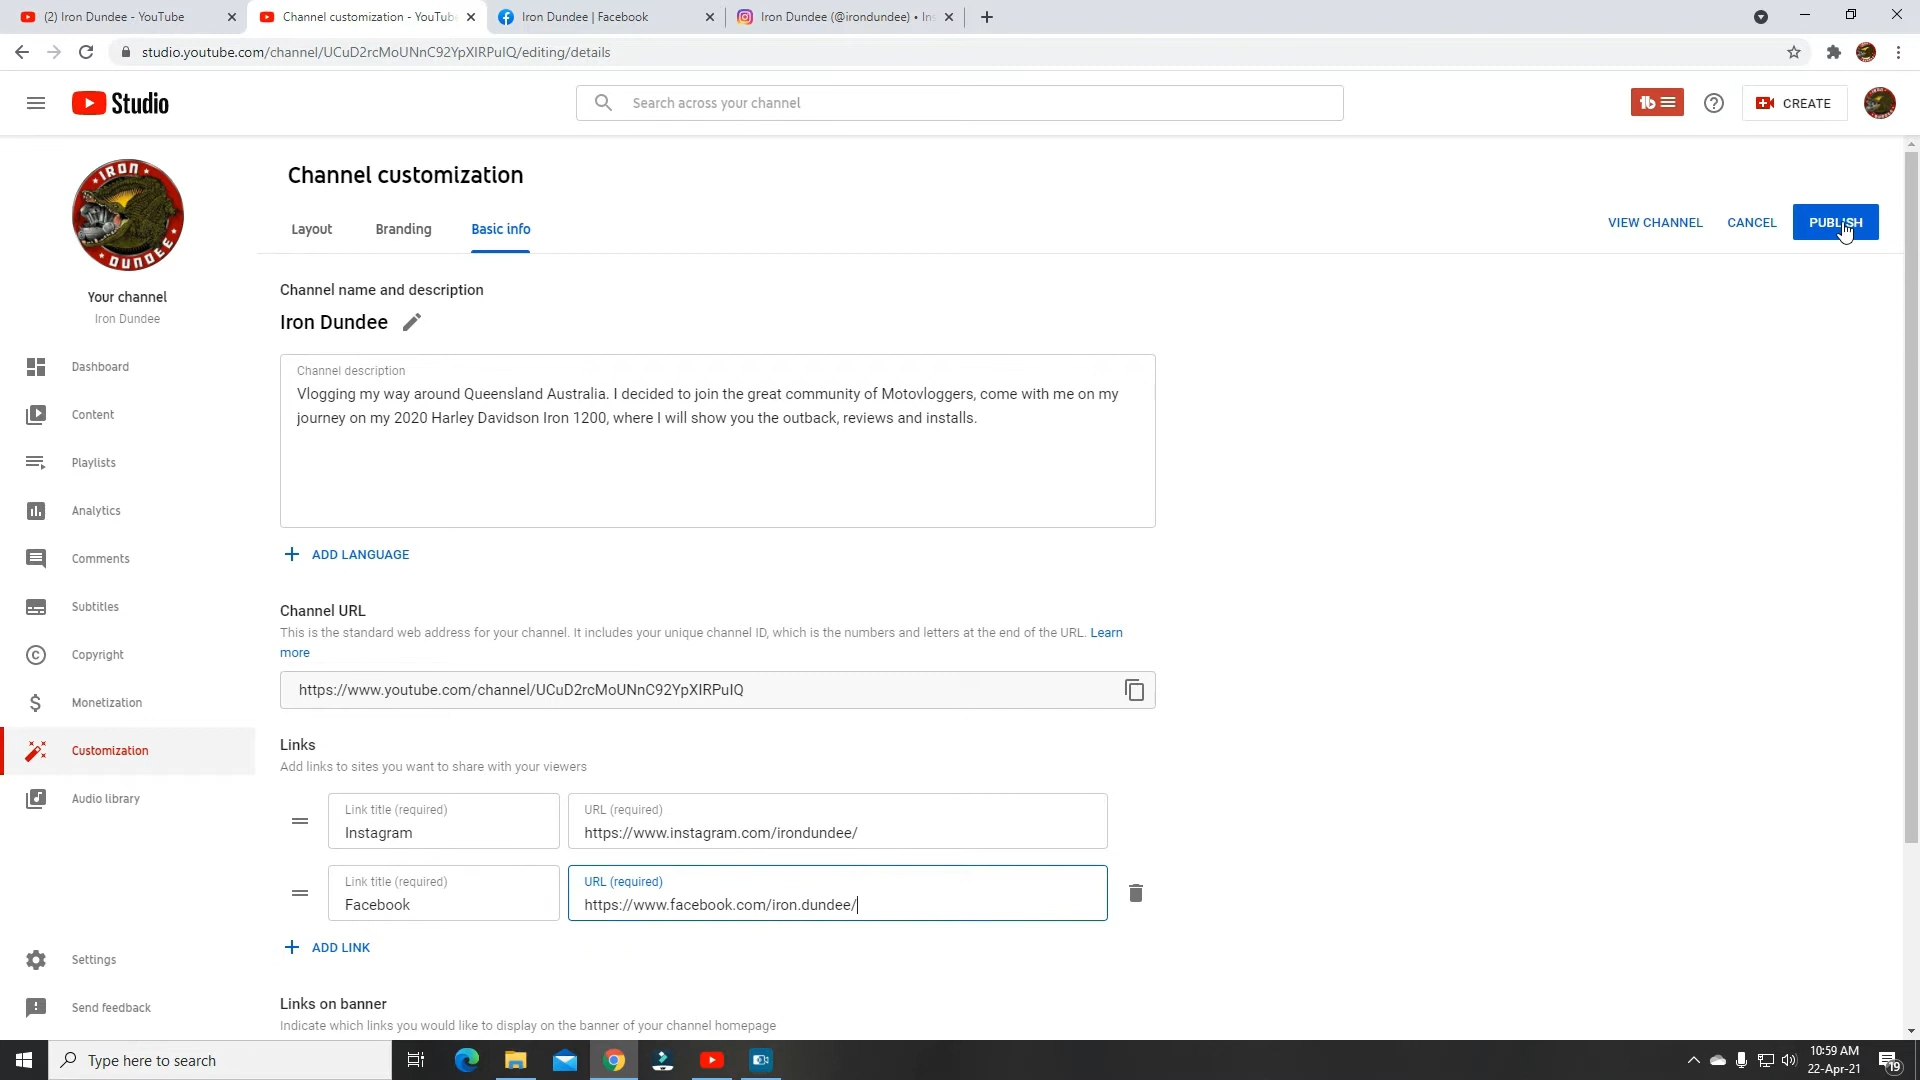 (2) Iron Dundee - YouTube
Channel customization - YouTube
Iron Dundee | Facebook
Iron Dundee (@irondundee) • Ins
studio.youtube.com/channel/UCuD2rcMoUNnC92YpXIRPuIQ/editing/details
Studio
Search across your channel
tb
CREATE
IRON
DUNDEE
Your channel
Iron Dundee
Dashboard
Content
Playlists
Analytics
Comments
Subtitles
Copyright
Monetization
Customization
Audio library
Settings
Send feedback
Channel customization
Layout
Branding
Basic info
VIEW CHANNEL
CANCEL
PUBLISH
Channel name and description
Iron Dundee
Channel description
Vlogging my way around Queensland Australia. I decided to join the great community of Motovloggers, come with me on my
journey on my 2020 Harley Davidson Iron 1200, where I will show you the outback, reviews and installs.
ADD LANGUAGE
Channel URL
This is the standard web address for your channel. It includes your unique channel ID, which is the numbers and letters at the end of the URL. Learn
more
https://www.youtube.com/channel/UCuD2rcMoUNnC92YpXIRPuIQ
Links
Add links to sites you want to share with your viewers
Link title (required)
Instagram
URL (required)
https://www.instagram.com/irondundee/
Link title (required)
Facebook
URL (required)
https://www.facebook.com/iron.dundee/
ADD LINK
Links on banner
Indicate which links you would like to display on the banner of your channel homepage
Type here to search
10:59 AM
22-Apr-21
19